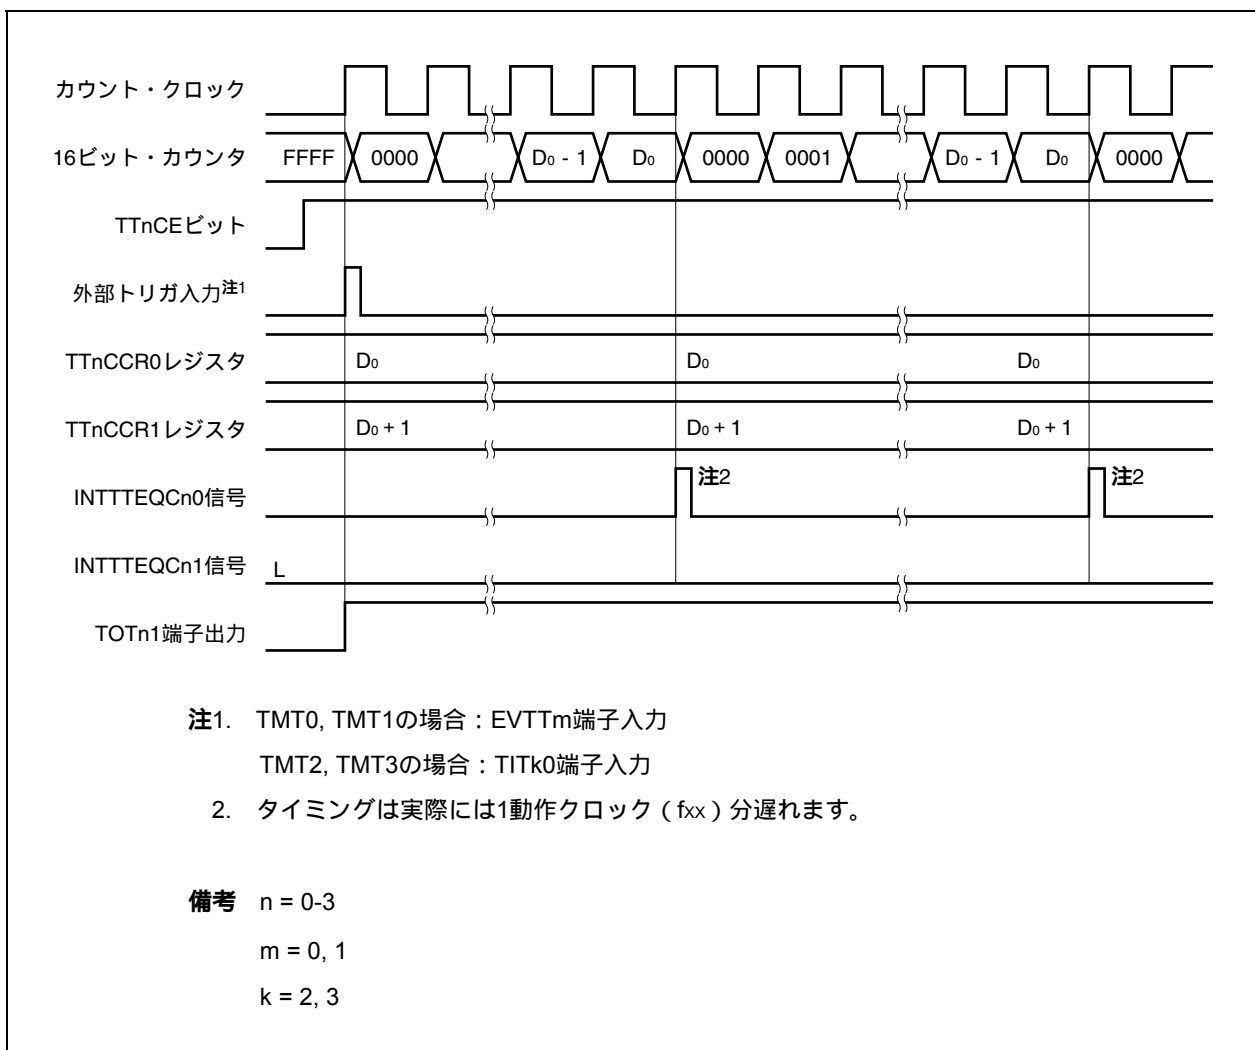 カウント・クロック
16ビット・カウンタ FFFF 0000 D0 - 1 D0 0000 0001 D0 - 1 D0 0000
TTnCEビット
外部トリガ入力注1
TTnCCR0レジスタ D0 D0 D0
TTnCCR1レジスタ D0 + 1 D0 + 1 D0 + 1
INTTTEQCn0信号 注2 注2
INTTTEQCn1信号 L
TOTn1端子出力
注1. TMT0, TMT1の場合：EVTTm端子入力
TMT2, TMT3の場合：TITk0端子入力
2. タイミングは実際には1動作クロック（fxx）分遅れます。
備考 n = 0-3
m = 0, 1
k = 2, 3